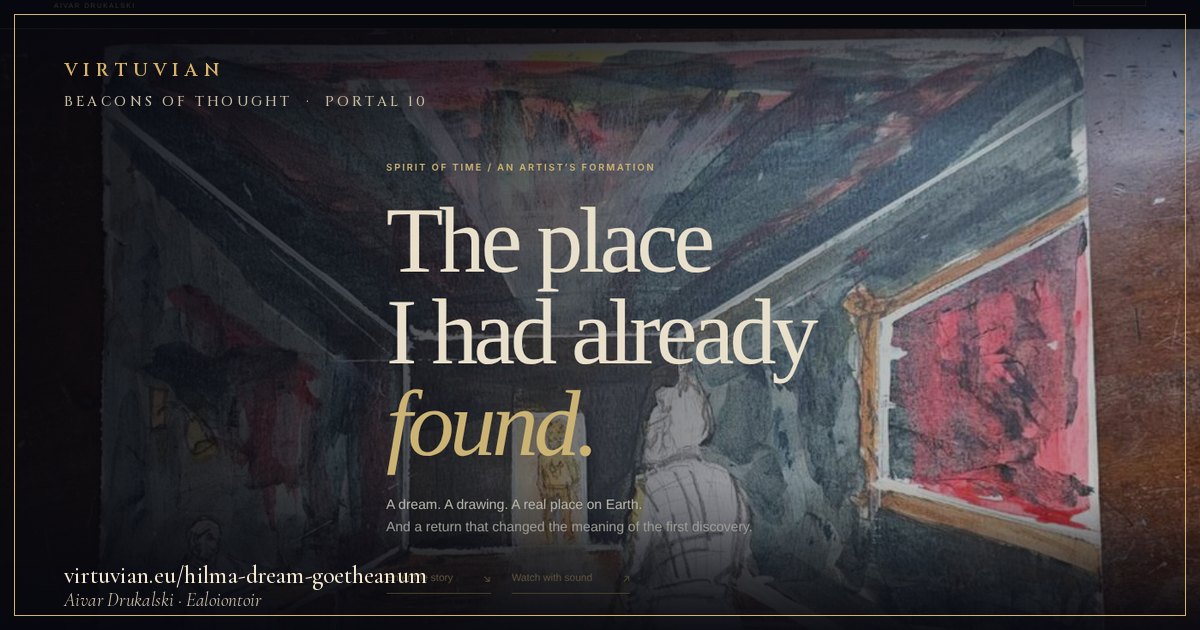 AIVAR DRUKALSKI
VIRTUVIAN
BEACONS OF THOUGHT · PORTAL 10
SPIRIT OF TIME / AN ARTIST'S FORMATION
The place
I had already
found.
A dream. A drawing. A real place on Earth.
And a return that changed the meaning of the first discovery.
story ↘ Watch with sound ↗
virtuvian.eu/hilma-dream-goetheanum
Aivar Drukalski · Ealoiontoir